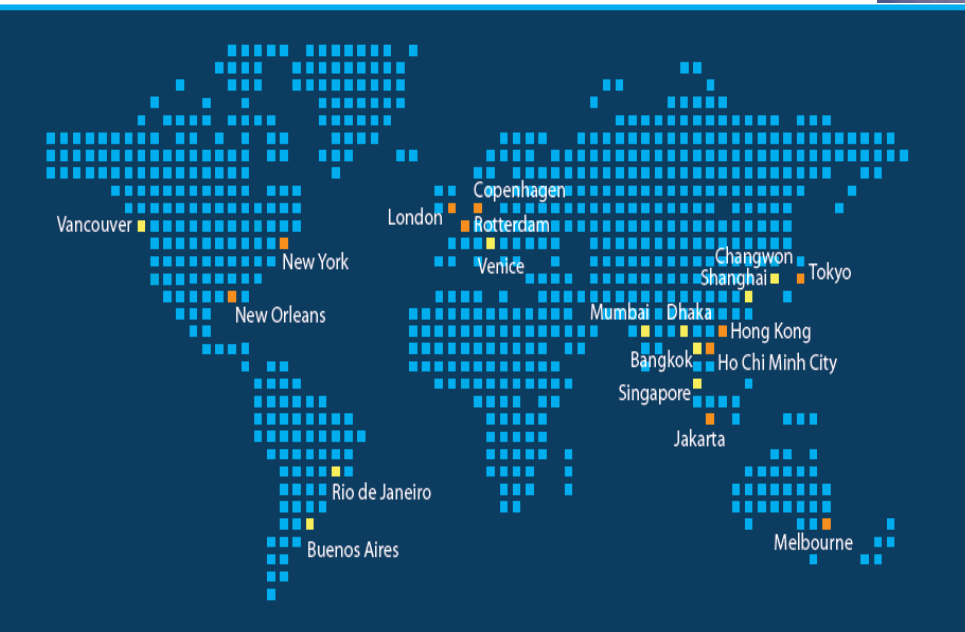 Copenhagen
London
Rotterdam
Vancouver
Venice
New York
Changwon
Shanghai
Tokyo
New Orleans
Mumbai
Dhaka
Hong Kong
Bangkok
Ho Chi Minh City
Singapore
Jakarta
Rio de Janeiro
Buenos Aires
Melbourne